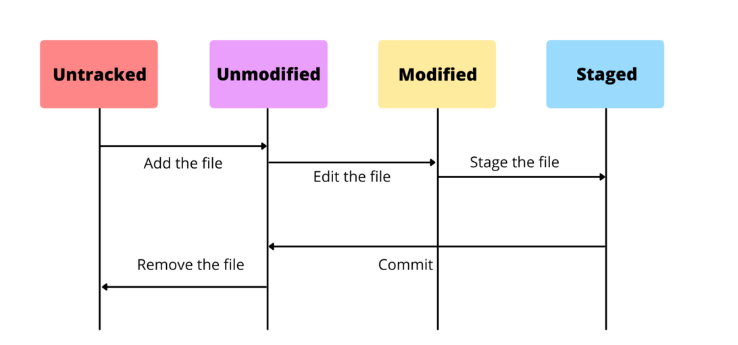 Untracked
Unmodified
Modified
Staged
Add the file
Edit the file
Stage the file
Remove the file
Commit